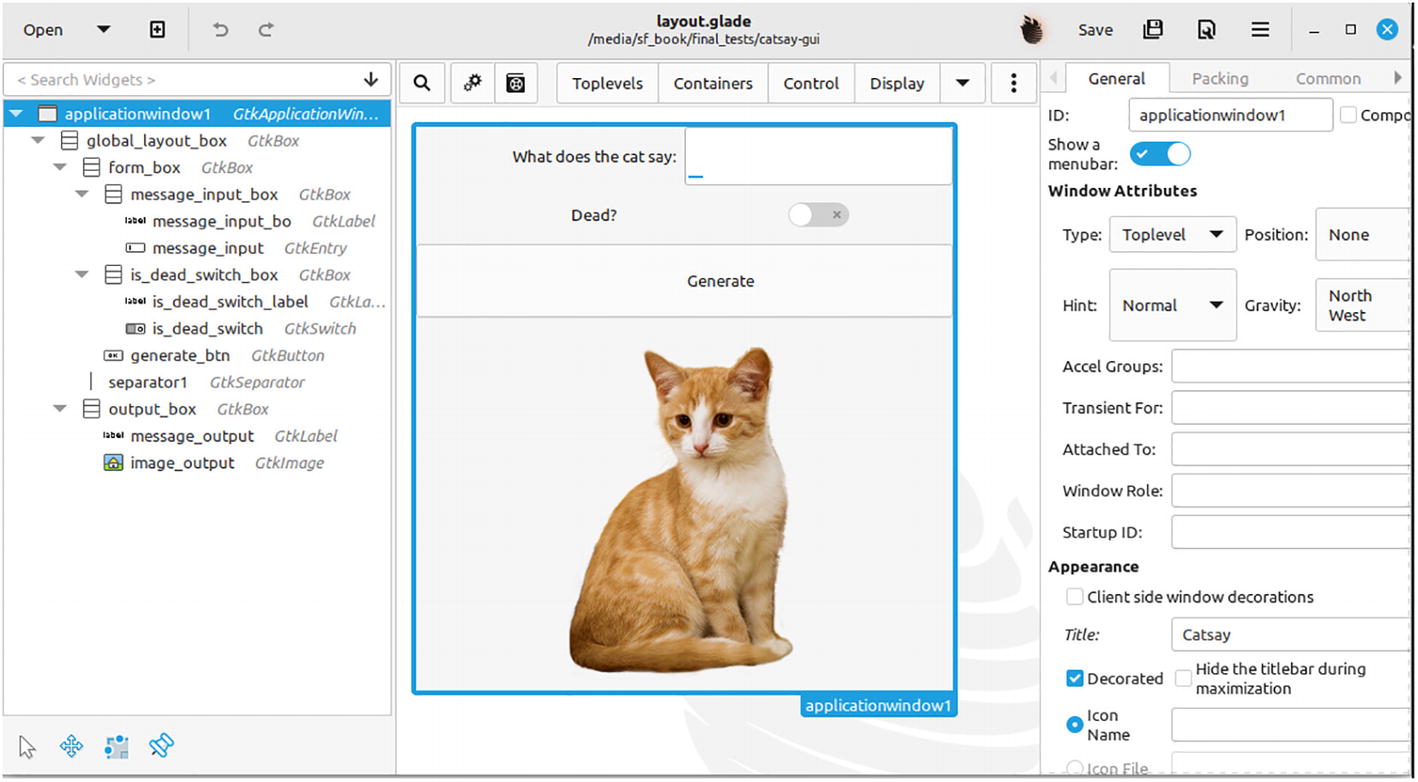 Open
layout.glade
/media/sf_book/final_tests/catsay-gui
Save
< Search Widgets >
applicationwindow1 GtkApplicationWin...
global_layout_box GtkBox
form_box GtkBox
message_input_box GtkBox
label message_input_bo GtkLabel
message_input GtkEntry
is_dead_switch_box GtkBox
label is_dead_switch_label GtkLa...
is_dead_switch GtkSwitch
OK generate_btn GtkButton
separator1 GtkSeparator
output_box GtkBox
label message_output GtkLabel
image_output GtkImage
Toplevels Containers Control Display
What does the cat say:
Dead?
Generate
applicationwindow1
General Packing Common
ID: applicationwindow1 Compo
Show a
menubar:
Window Attributes
Type: Toplevel Position: None
Hint: Normal Gravity: North
West
Accel Groups:
Transient For:
Attached To:
Window Role:
Startup ID:
Appearance
Client side window decorations
Title: Catsay
Decorated Hide the titlebar during
maximization
Icon
Name
Icon File